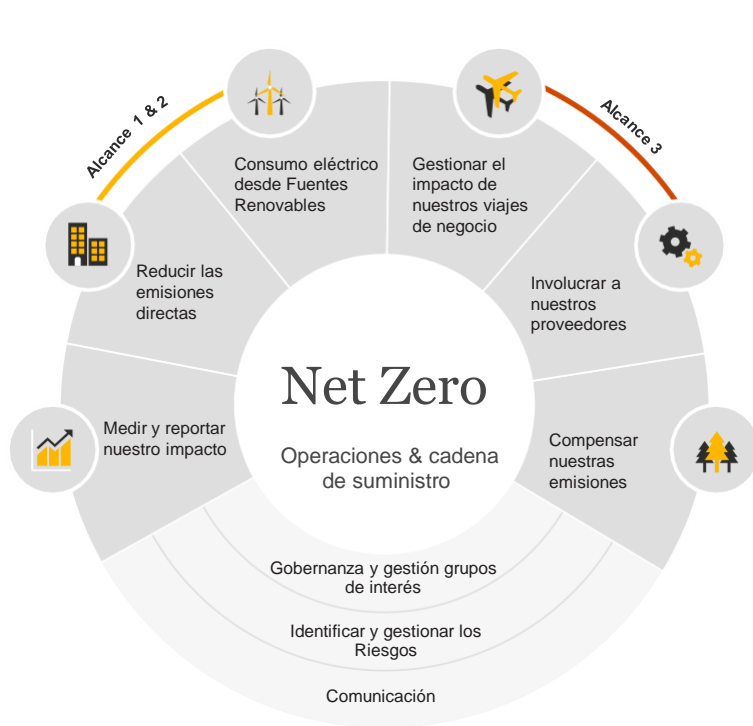 Alcance 1 & 2
Alcance 3
Consumo eléctrico
desde Fuentes
Renovables
Gestionar el
impacto de
nuestros viajes
de negocio
Reducir las
emisiones
directas
Involucrar a
nuestros
proveedores
Medir y reportar
nuestro impacto
Net Zero
Operaciones & cadena
de suministro
Compensar
nuestras
emisiones
Gobernanza y gestión grupos
de interés
Identificar y gestionar los
Riesgos
Comunicación